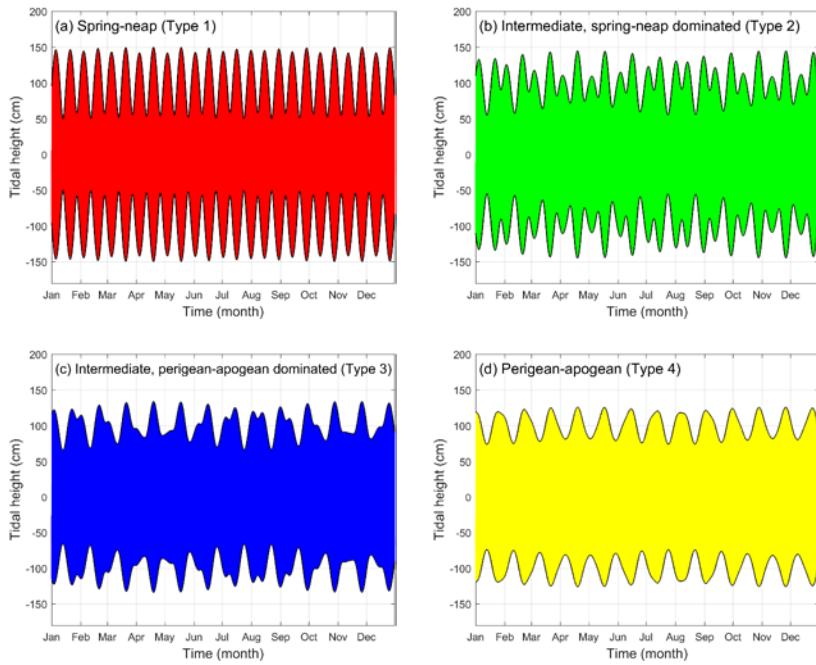 (a) Spring-neap (Type 1)
200
150
100
50
0
-50
-100
-150
Tidal height (cm)
Jan Feb Mar Apr May Jun Jul Aug Sep Oct Nov Dec
Time (month)
(b) Intermediate, spring-neap dominated (Type 2)
200
150
100
50
0
-50
-100
-150
Tidal height (cm)
Jan Feb Mar Apr May Jun Jul Aug Sep Oct Nov Dec
Time (month)
(c) Intermediate, perigean-apogean dominated (Type 3)
200
150
100
50
0
-50
-100
-150
Tidal height (cm)
Jan Feb Mar Apr May Jun Jul Aug Sep Oct Nov Dec
Time (month)
(d) Perigean-apogean (Type 4)
200
150
100
50
0
-50
-100
-150
Tidal height (cm)
Jan Feb Mar Apr May Jun Jul Aug Sep Oct Nov Dec
Time (month)